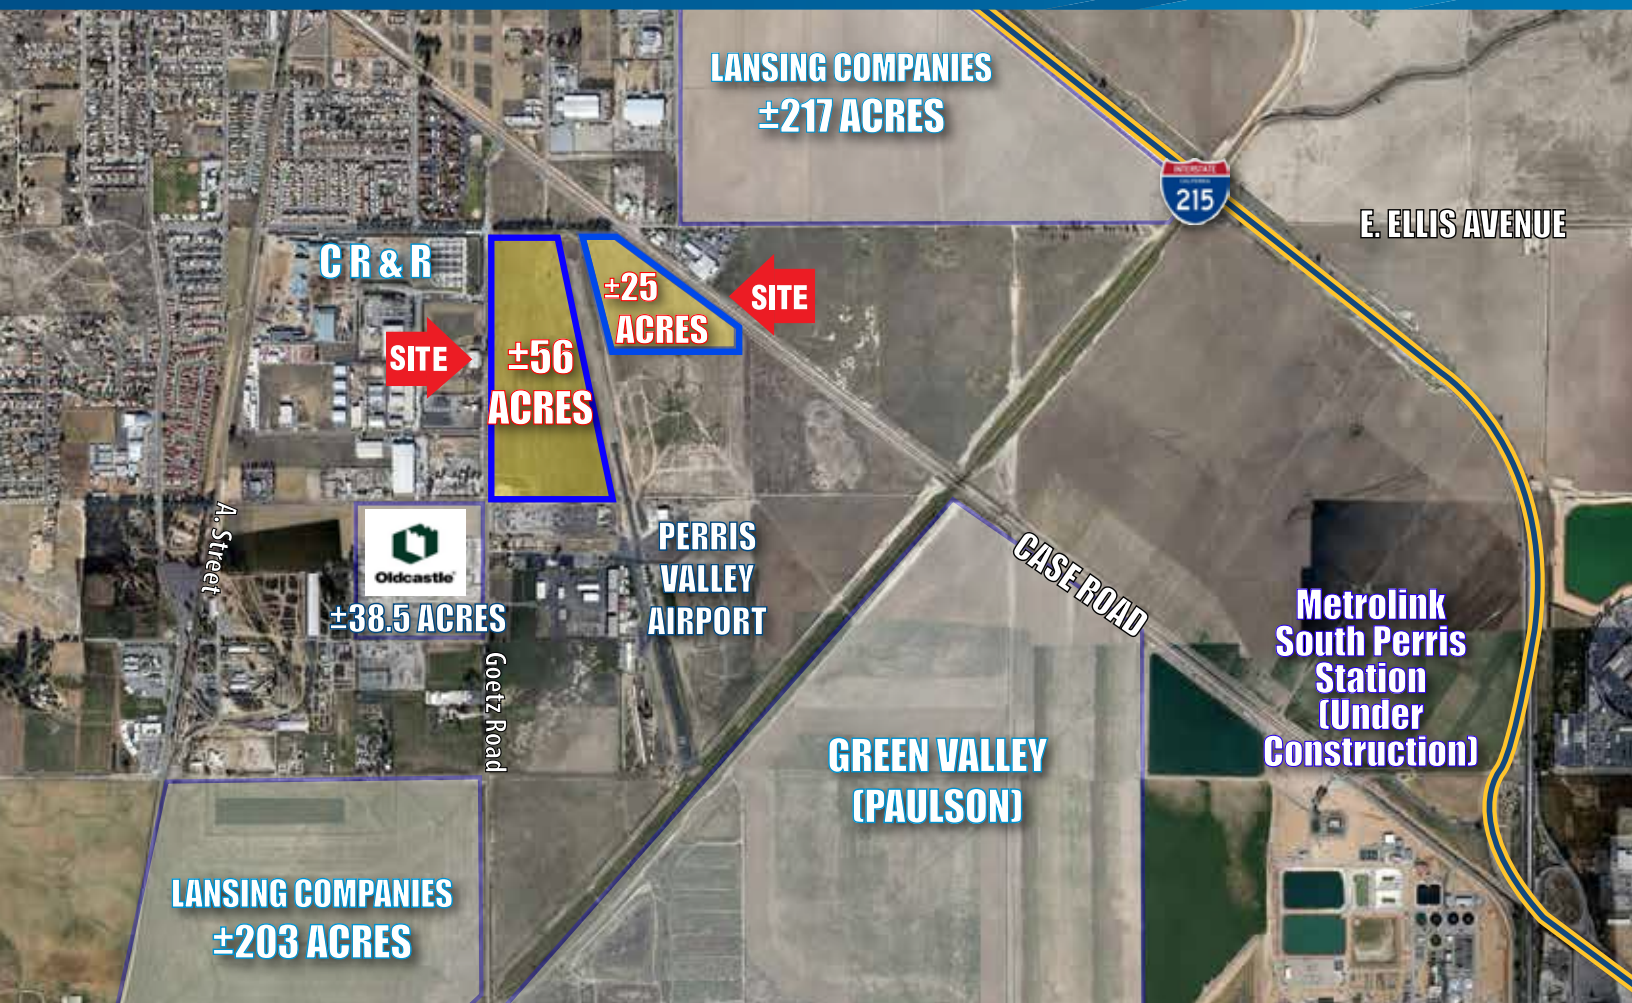 LANSING COMPANIES
±217 ACRES
INTERSTATE
CALIFORNIA
215
E. ELLIS AVENUE
C R & R
±25
ACRES
SITE
SITE
±56
ACRES
A. Street
Oldcastle
±38.5 ACRES
PERRIS
VALLEY
AIRPORT
CASE ROAD
Goetz Road
Metrolink
South Perris
Station
(Under
Construction)
GREEN VALLEY
(PAULSON)
LANSING COMPANIES
±203 ACRES